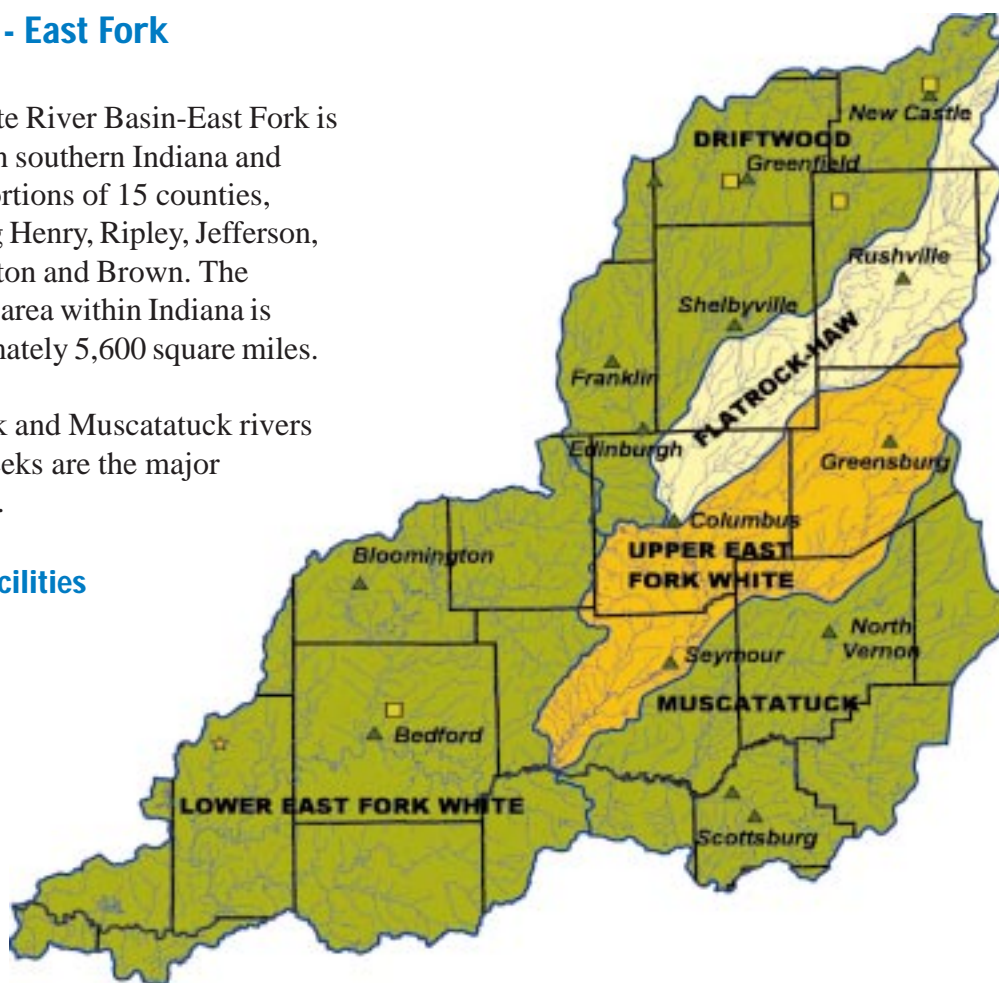 - East Fork
te River Basin-East Fork is
n southern Indiana and
ortions of 15 counties,
g Henry, Ripley, Jefferson,
ton and Brown. The
area within Indiana is
nately 5,600 square miles.
k and Muscatatuck rivers
eeks are the major
.
cilities
New Castle
DRIFTWOOD
Greenfield
Rushville
Shelbyville
FLATROCK-HAW
Franklin
Edinburgh
Greensburg
Columbus
UPPER EAST
FORK WHITE
Bloomington
North
Vernon
Seymour
MUSCATATUCK
Bedford
LOWER EAST FORK WHITE
Scottsburg